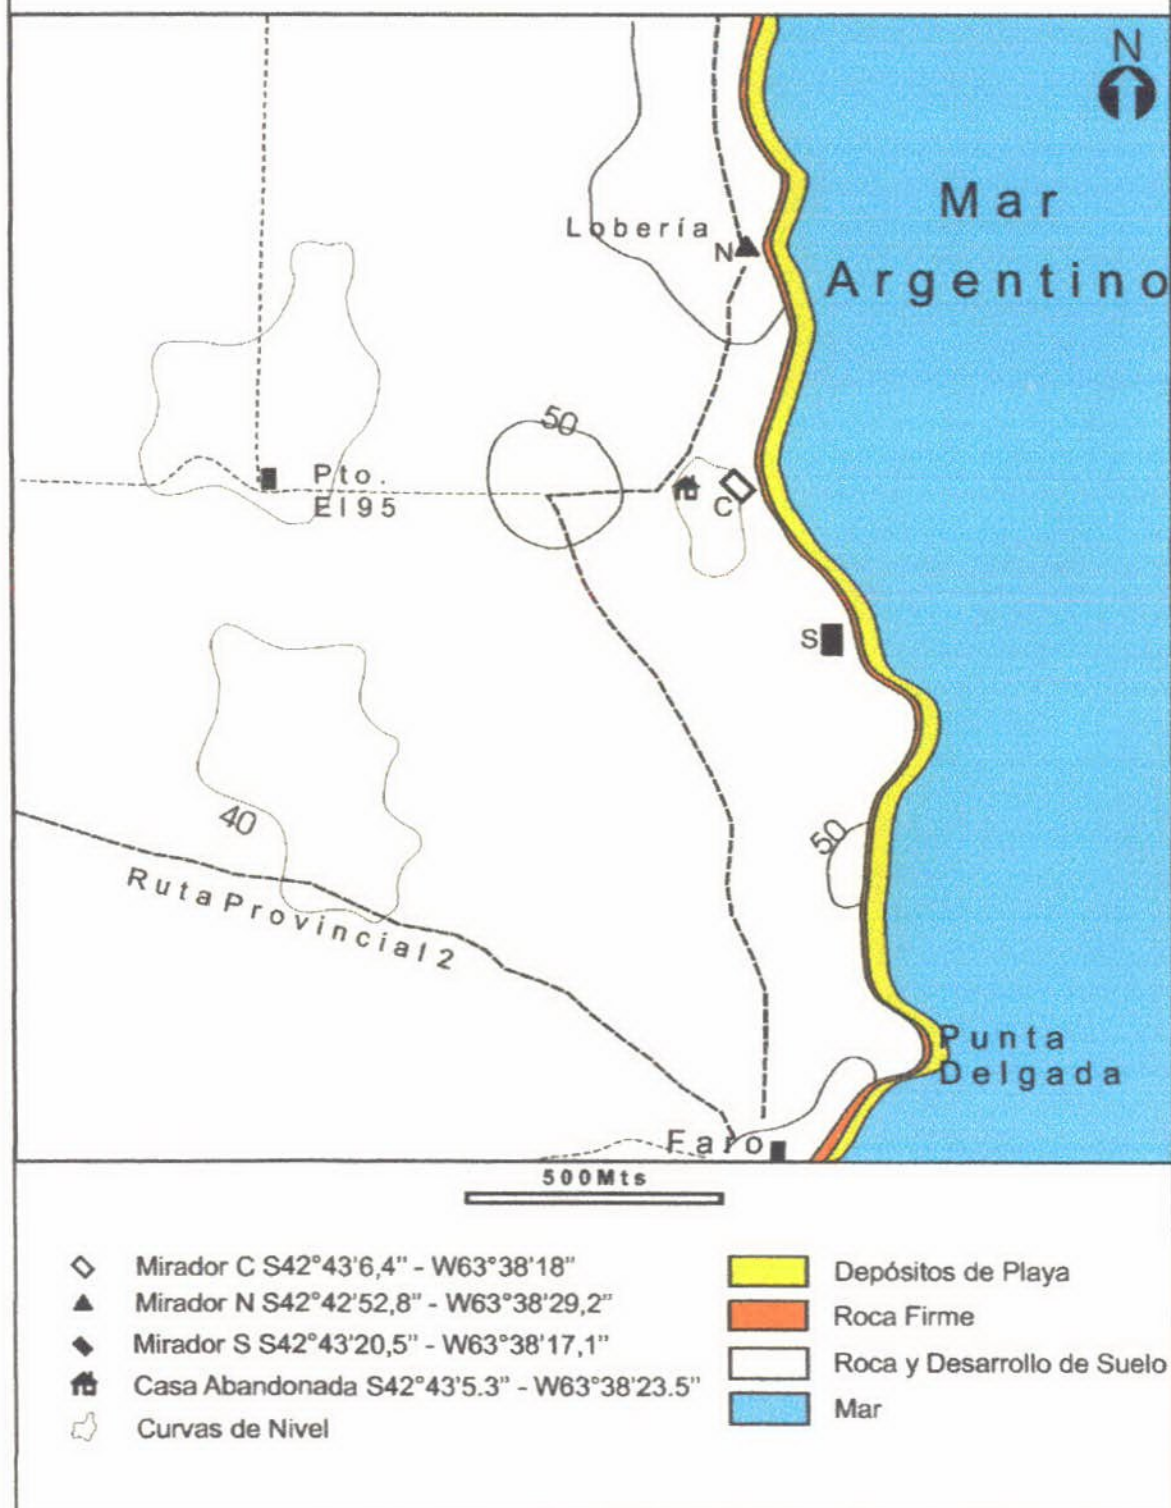 N
Mar
Argentino
Lobería
N
50
Pto.
El95
C
S
50
40
Ruta Provincial 2
Punta
Delgada
Faro
500Mts
Mirador C S42°43'6,4" - W63°38'18"
Mirador N S42°42'52,8" - W63°38'29,2"
Mirador S S42°43'20,5" - W63°38'17,1"
Casa Abandonada S42°43'5.3" - W63°38'23.5"
Curvas de Nivel
Depósitos de Playa
Roca Firme
Roca y Desarrollo de Suelo
Mar